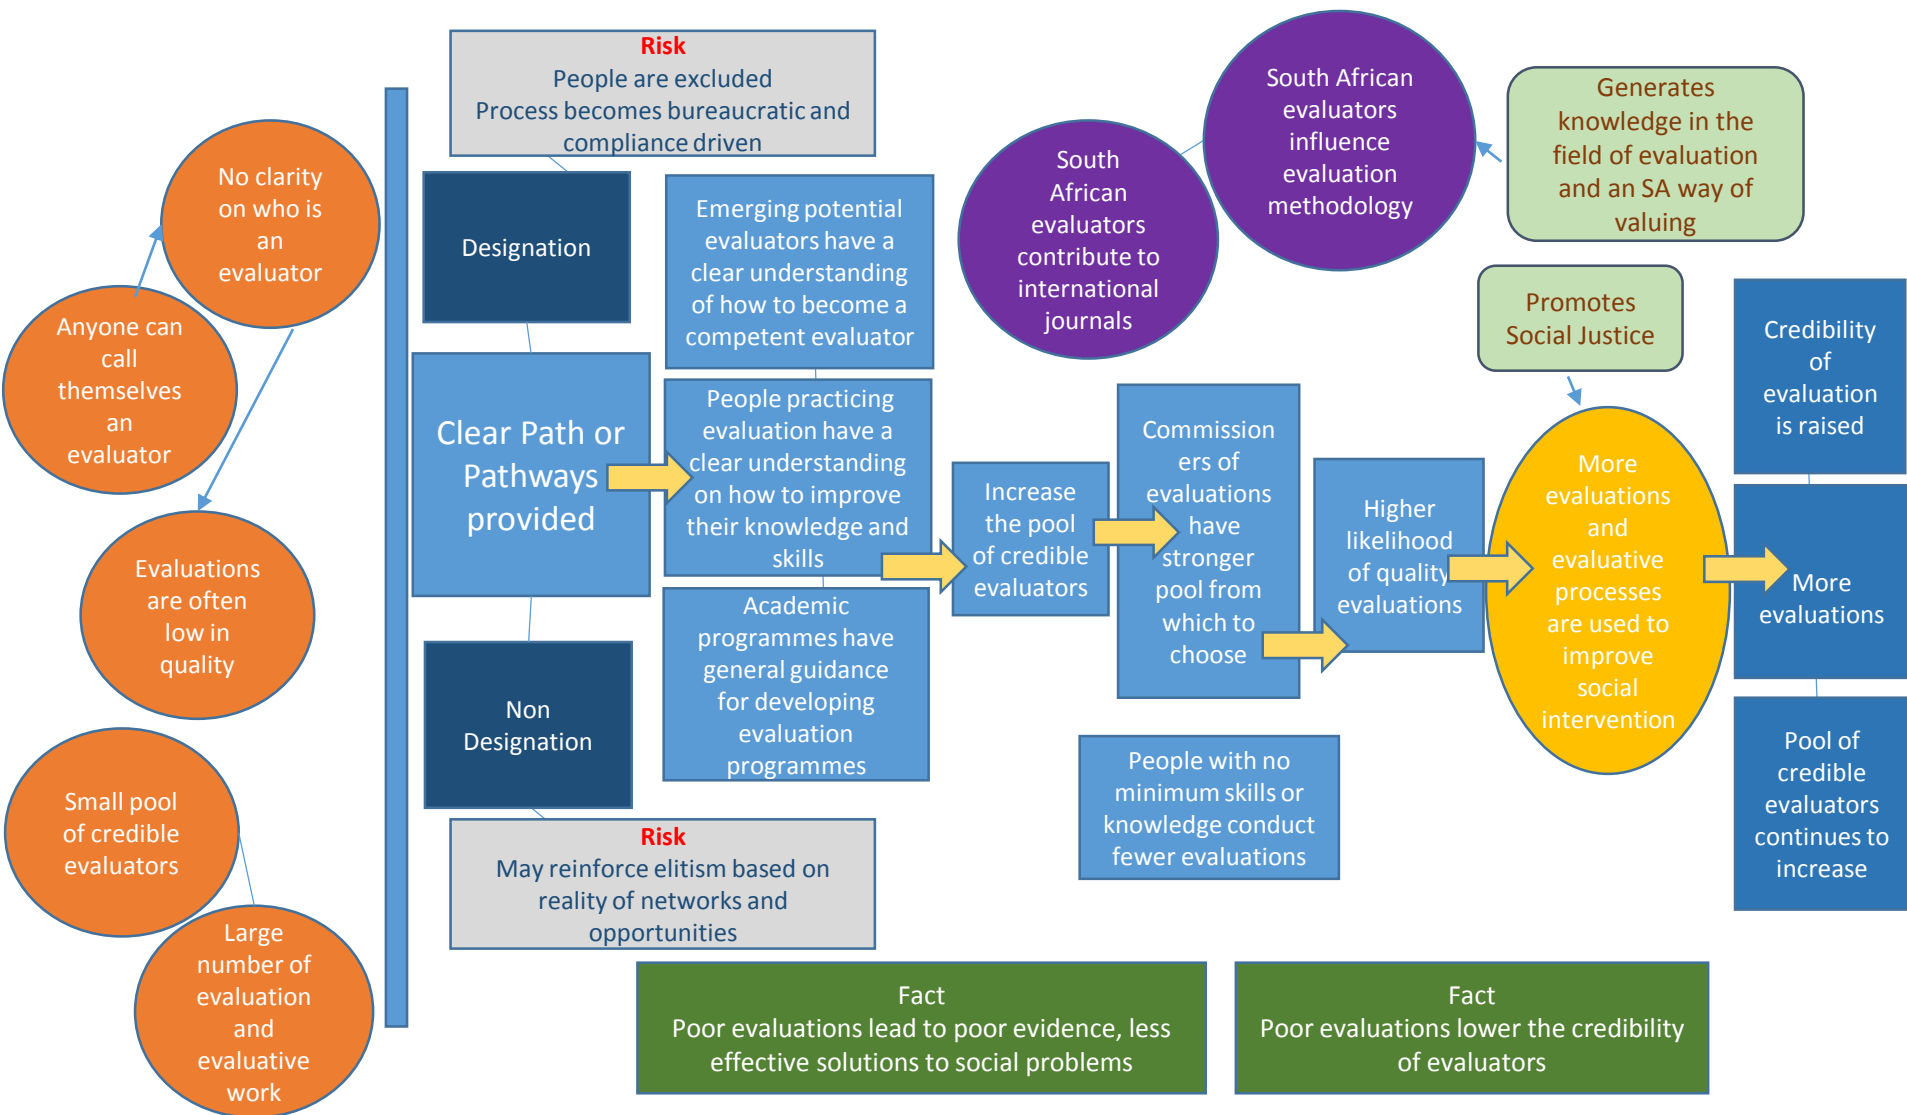 No clarity
on who is
an
evaluator
Anyone can
call
themselves
an
evaluator
Evaluations
are often
low in
quality
Small pool
of credible
evaluators
Large
number of
evaluation
and
evaluative
work
Risk
People are excluded
Process becomes bureaucratic and
compliance driven
Designation
Clear Path or
Pathways
provided
Non
Designation
Risk
May reinforce elitism based on
reality of networks and
opportunities
Emerging potential
evaluators have a
clear understanding
of how to become a
competent evaluator
People practicing
evaluation have a
clear understanding
on how to improve
their knowledge and
skills
Academic
programmes have
general guidance
for developing
evaluation
programmes
South
African
evaluators
contribute to
international
journals
South African
evaluators
influence
evaluation
methodology
Generates
knowledge in the
field of evaluation
and an SA way of
valuing
Promotes
Social Justice
Increase
the pool
of credible
evaluators
Commission
ers of
evaluations
have
stronger
pool from
which to
choose
Higher
likelihood
of quality
evaluations
More
evaluations
and
evaluative
processes
are used to
improve
social
intervention
Credibility
of
evaluation
is raised
More
evaluations
Pool of
credible
evaluators
continues to
increase
People with no
minimum skills or
knowledge conduct
fewer evaluations
Fact
Poor evaluations lead to poor evidence, less
effective solutions to social problems
Fact
Poor evaluations lower the credibility
of evaluators